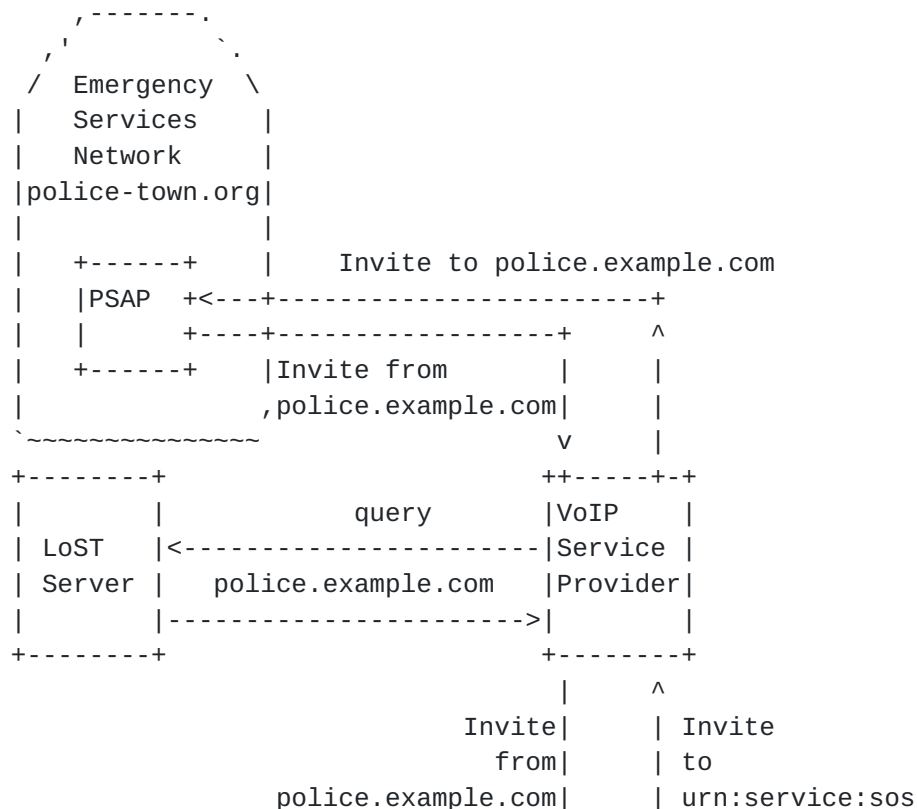 Emergency
Services
Network
police-town.org
Invite to police.example.com
PSAP
Invite from
police.example.com
query
VoIP
LoST
Service
Server
police.example.com
Provider
Invite
Invite
from
to
police.example.com
urn:service:sos